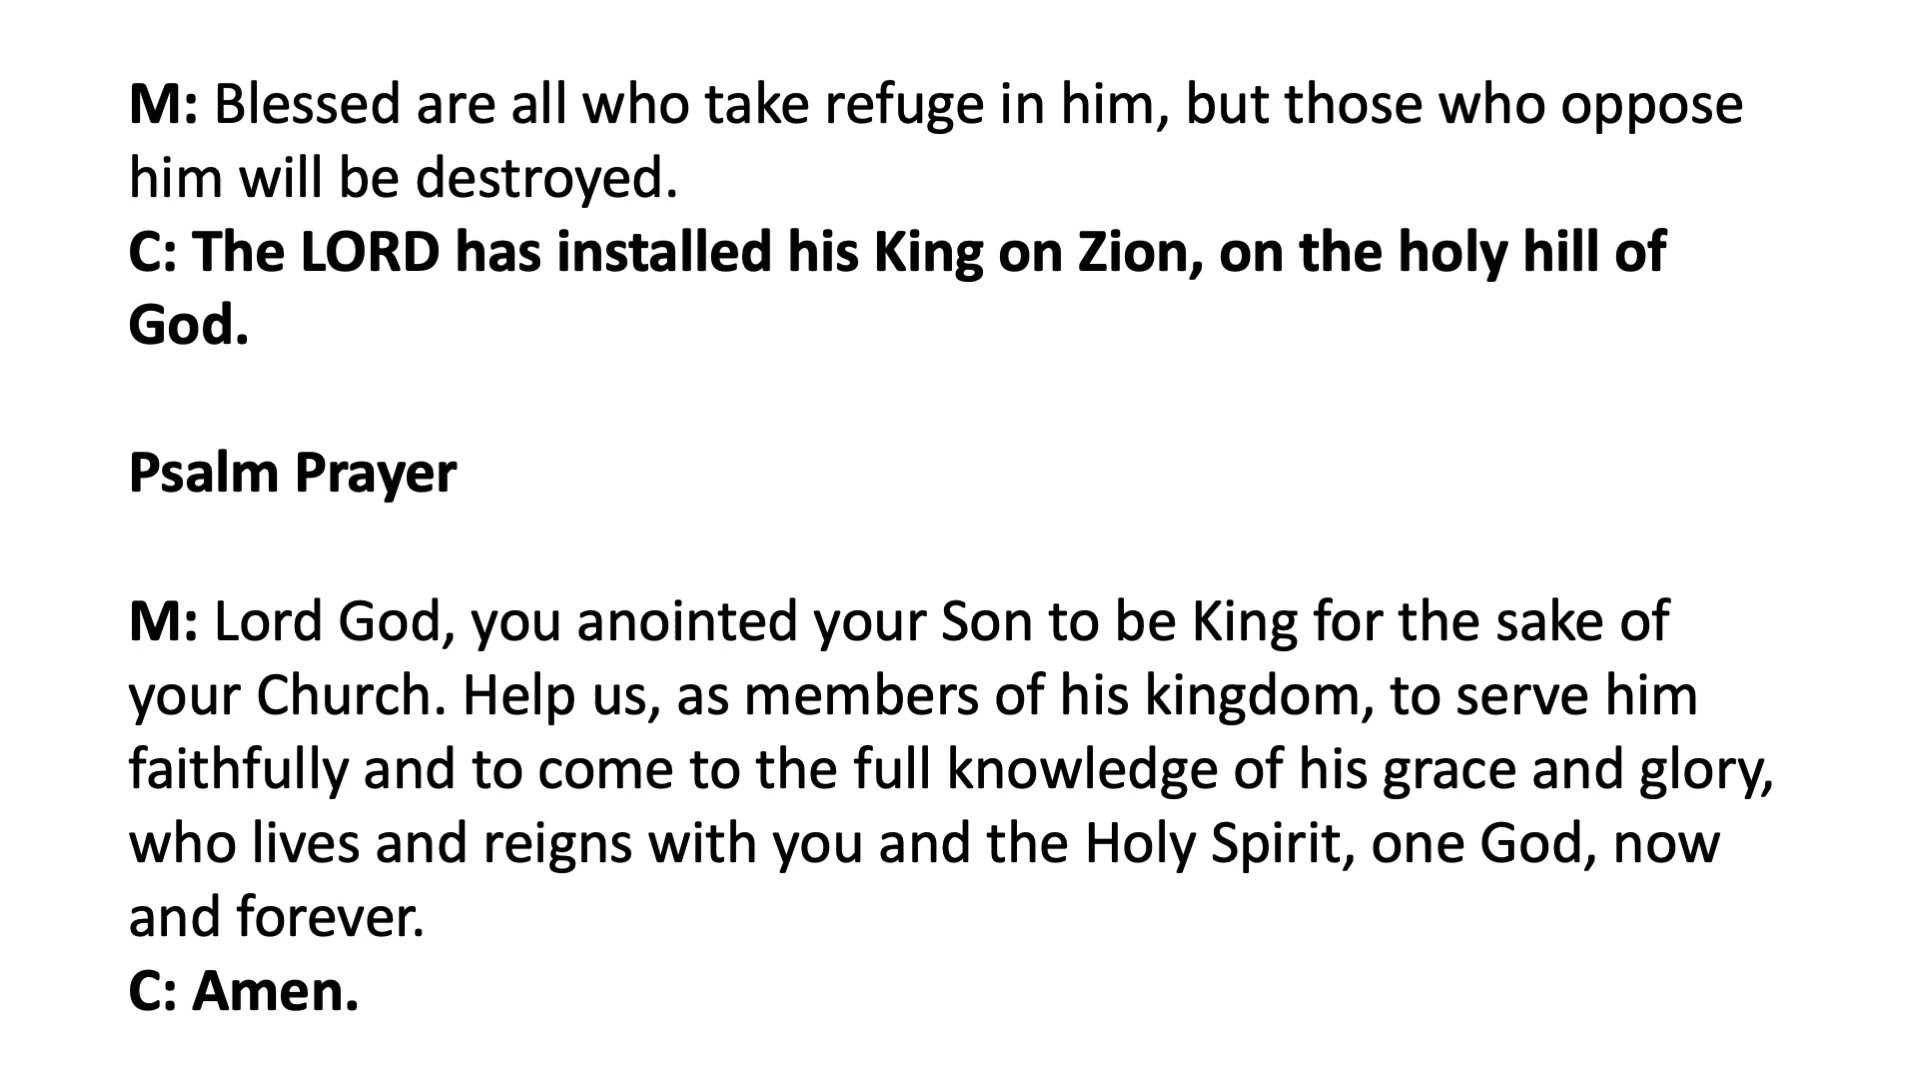 M: Blessed are all who take refuge in him, but those who oppose
him will be destroyed.
C: The LORD has installed his King on Zion, on the holy hill of
God.
Psalm Prayer
M: Lord God, you anointed your Son to be King for the sake of
your Church. Help us, as members of his kingdom, to serve him
faithfully and to come to the full knowledge of his grace and glory,
who lives and reigns with you and the Holy Spirit, one God, now
and forever.
C: Amen.